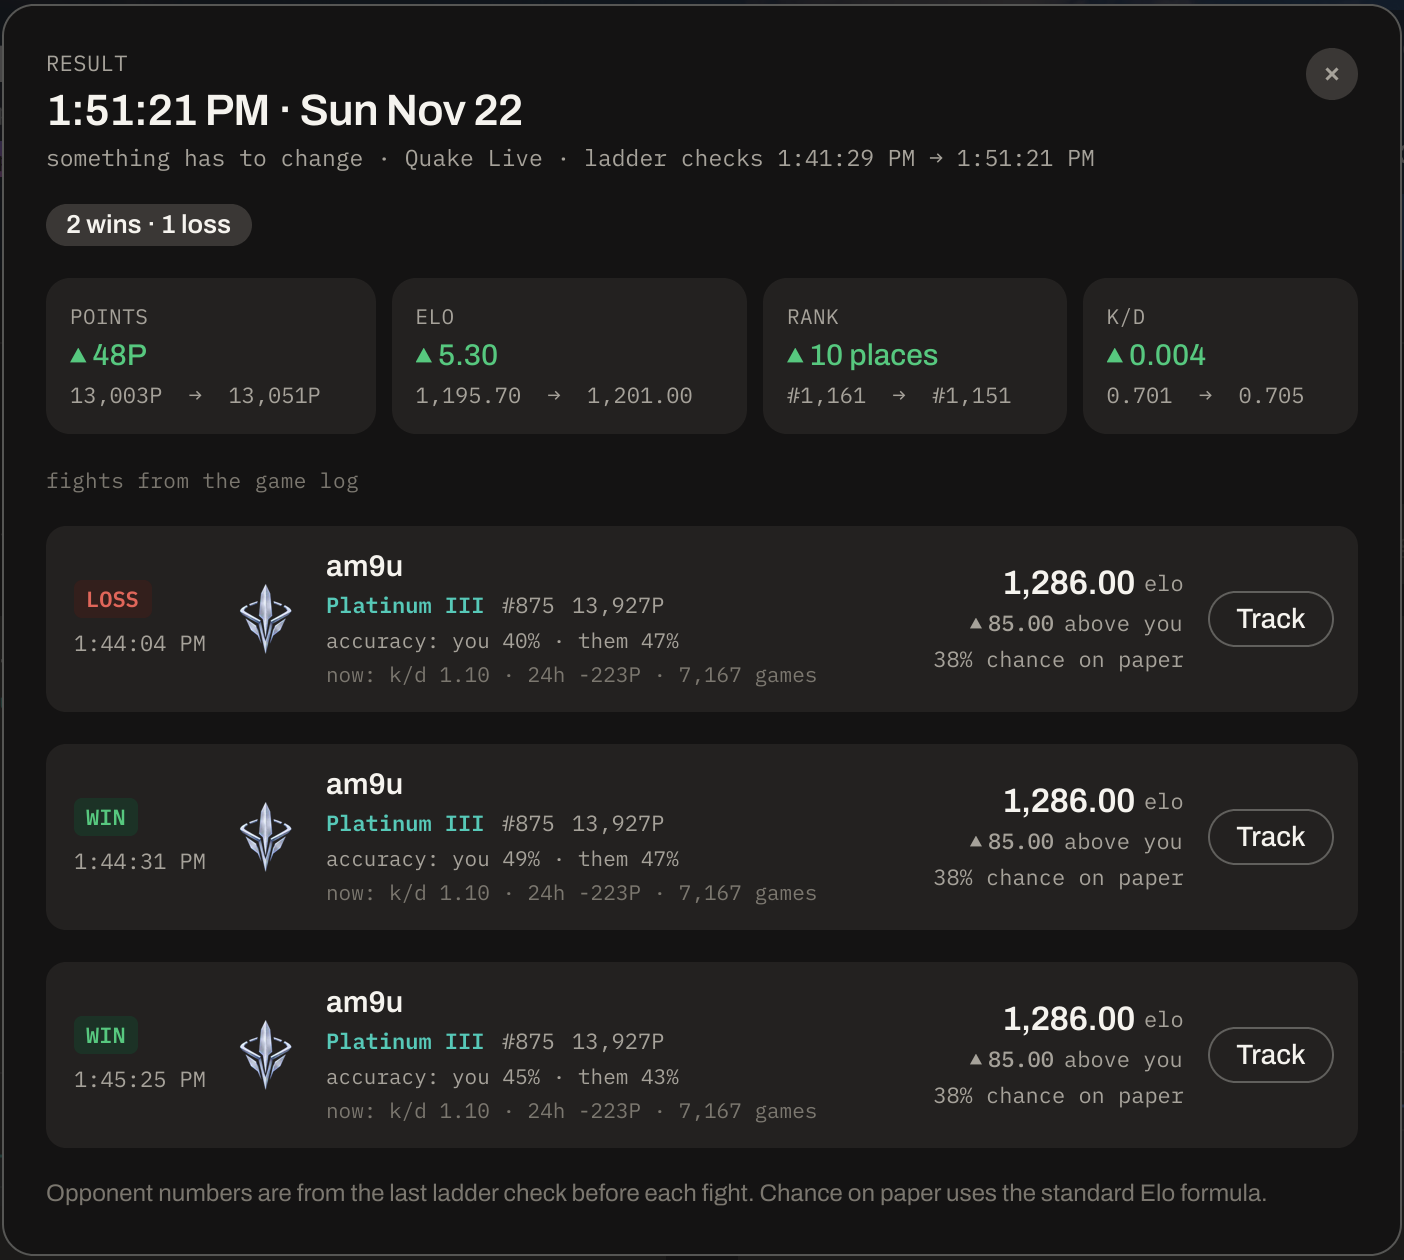 RESULT
1:51:21 PM · Sun Nov 22
something has to change · Quake Live · ladder checks 1:41:29 PM → 1:51:21 PM
×
2 wins · 1 loss
POINTS
▲ 48P
13,003P → 13,051P
ELO
▲ 5.30
1,195.70 → 1,201.00
RANK
▲ 10 places
#1,161 → #1,151
K/D
▲ 0.004
0.701 → 0.705
fights from the game log
LOSS
1:44:04 PM
am9u
Platinum III #875 13,927P
accuracy: you 40% · them 47%
now: k/d 1.10 · 24h -223P · 7,167 games
1,286.00 elo
▲ 85.00 above you
38% chance on paper
Track
WIN
1:44:31 PM
am9u
Platinum III #875 13,927P
accuracy: you 49% · them 47%
now: k/d 1.10 · 24h -223P · 7,167 games
1,286.00 elo
▲ 85.00 above you
38% chance on paper
Track
WIN
1:45:25 PM
am9u
Platinum III #875 13,927P
accuracy: you 45% · them 43%
now: k/d 1.10 · 24h -223P · 7,167 games
1,286.00 elo
▲ 85.00 above you
38% chance on paper
Track
Opponent numbers are from the last ladder check before each fight. Chance on paper uses the standard Elo formula.